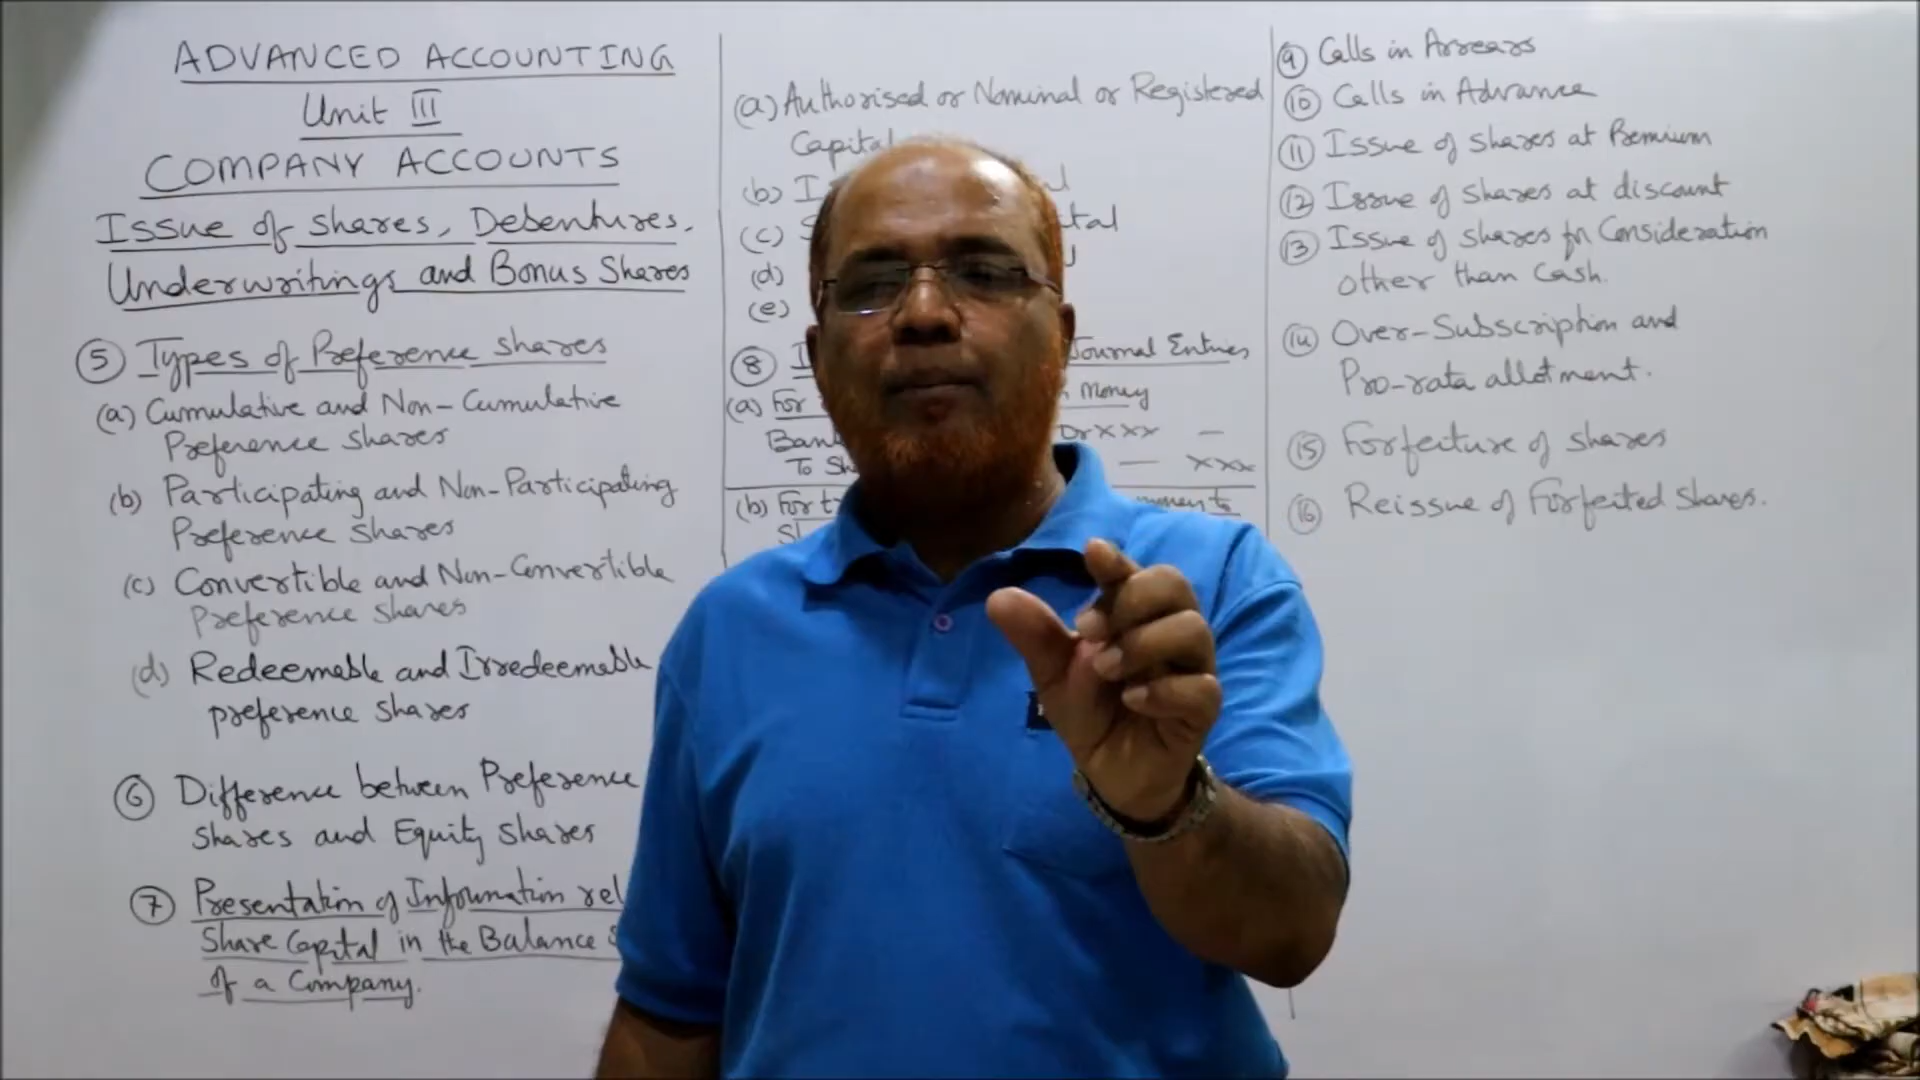 ADVANCED ACCOUNTING
Unit III
COMPANY ACCOUNTS
Issue of shares, Debentures,
Underwritings and Bonus Shares
5 Types of Preference shares
(a) Cumulative and Non-Cumulative
Preference shares
(b) Participating and Non-Participating
Preference shares
(c) Convertible and Non-Convertible
Preference shares
(d) Redeemable and Irredeemable
preference shares
6 Difference between Preference
shares and Equity shares
7 Presentation of Information
Share Capital in the Balance
of a Company.
(a) Authorised or Nominal or Registered
Capital
(b)
(c)
(d)
(e)
8 Journal Entries
(a) For Money
Dr xxx —
To — xxx
(b) For money to
9 Calls in Arrears
10 Calls in Advance
11 Issue of shares at Premium
12 Issue of shares at discount
13 Issue of shares for Consideration
other than Cash.
14 Over-Subscription and
Pro-rata allotment.
15 Forfeiture of shares
16 Reissue of Forfeited shares.